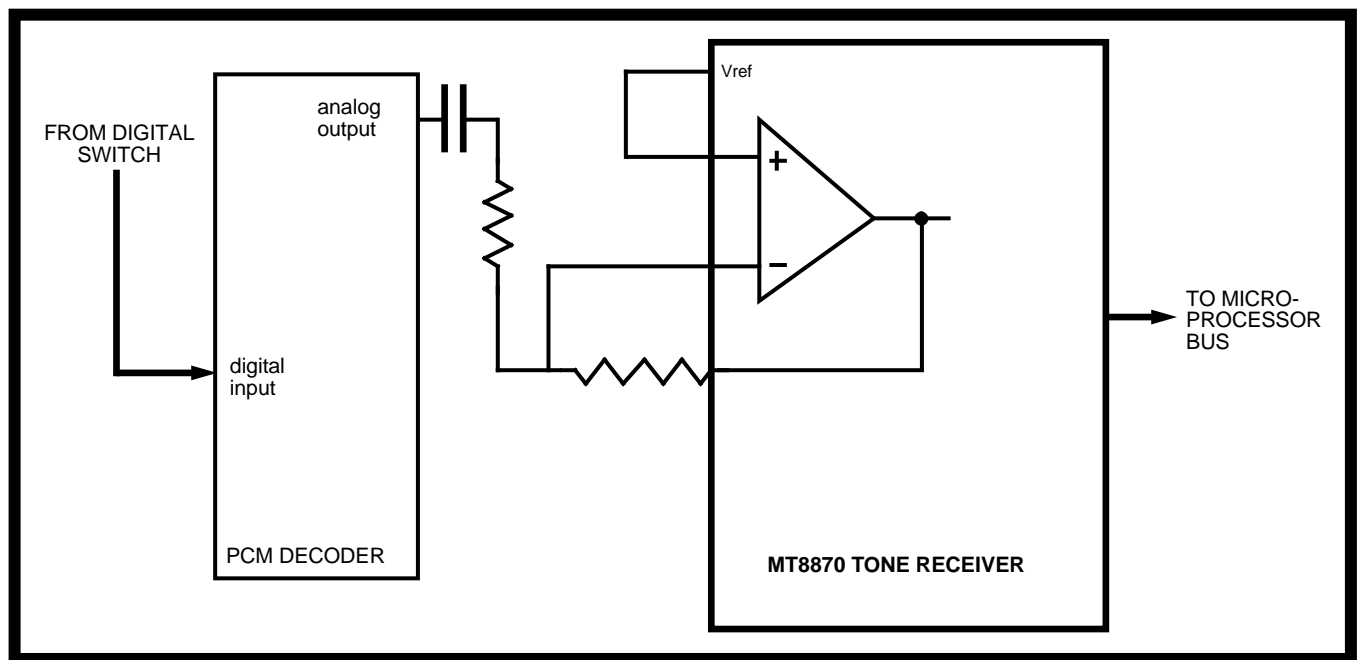 FROM DIGITAL
SWITCH
analog
output
digital
input
PCM DECODER
Vref
+
−
MT8870 TONE RECEIVER
TO MICRO-
PROCESSOR
BUS